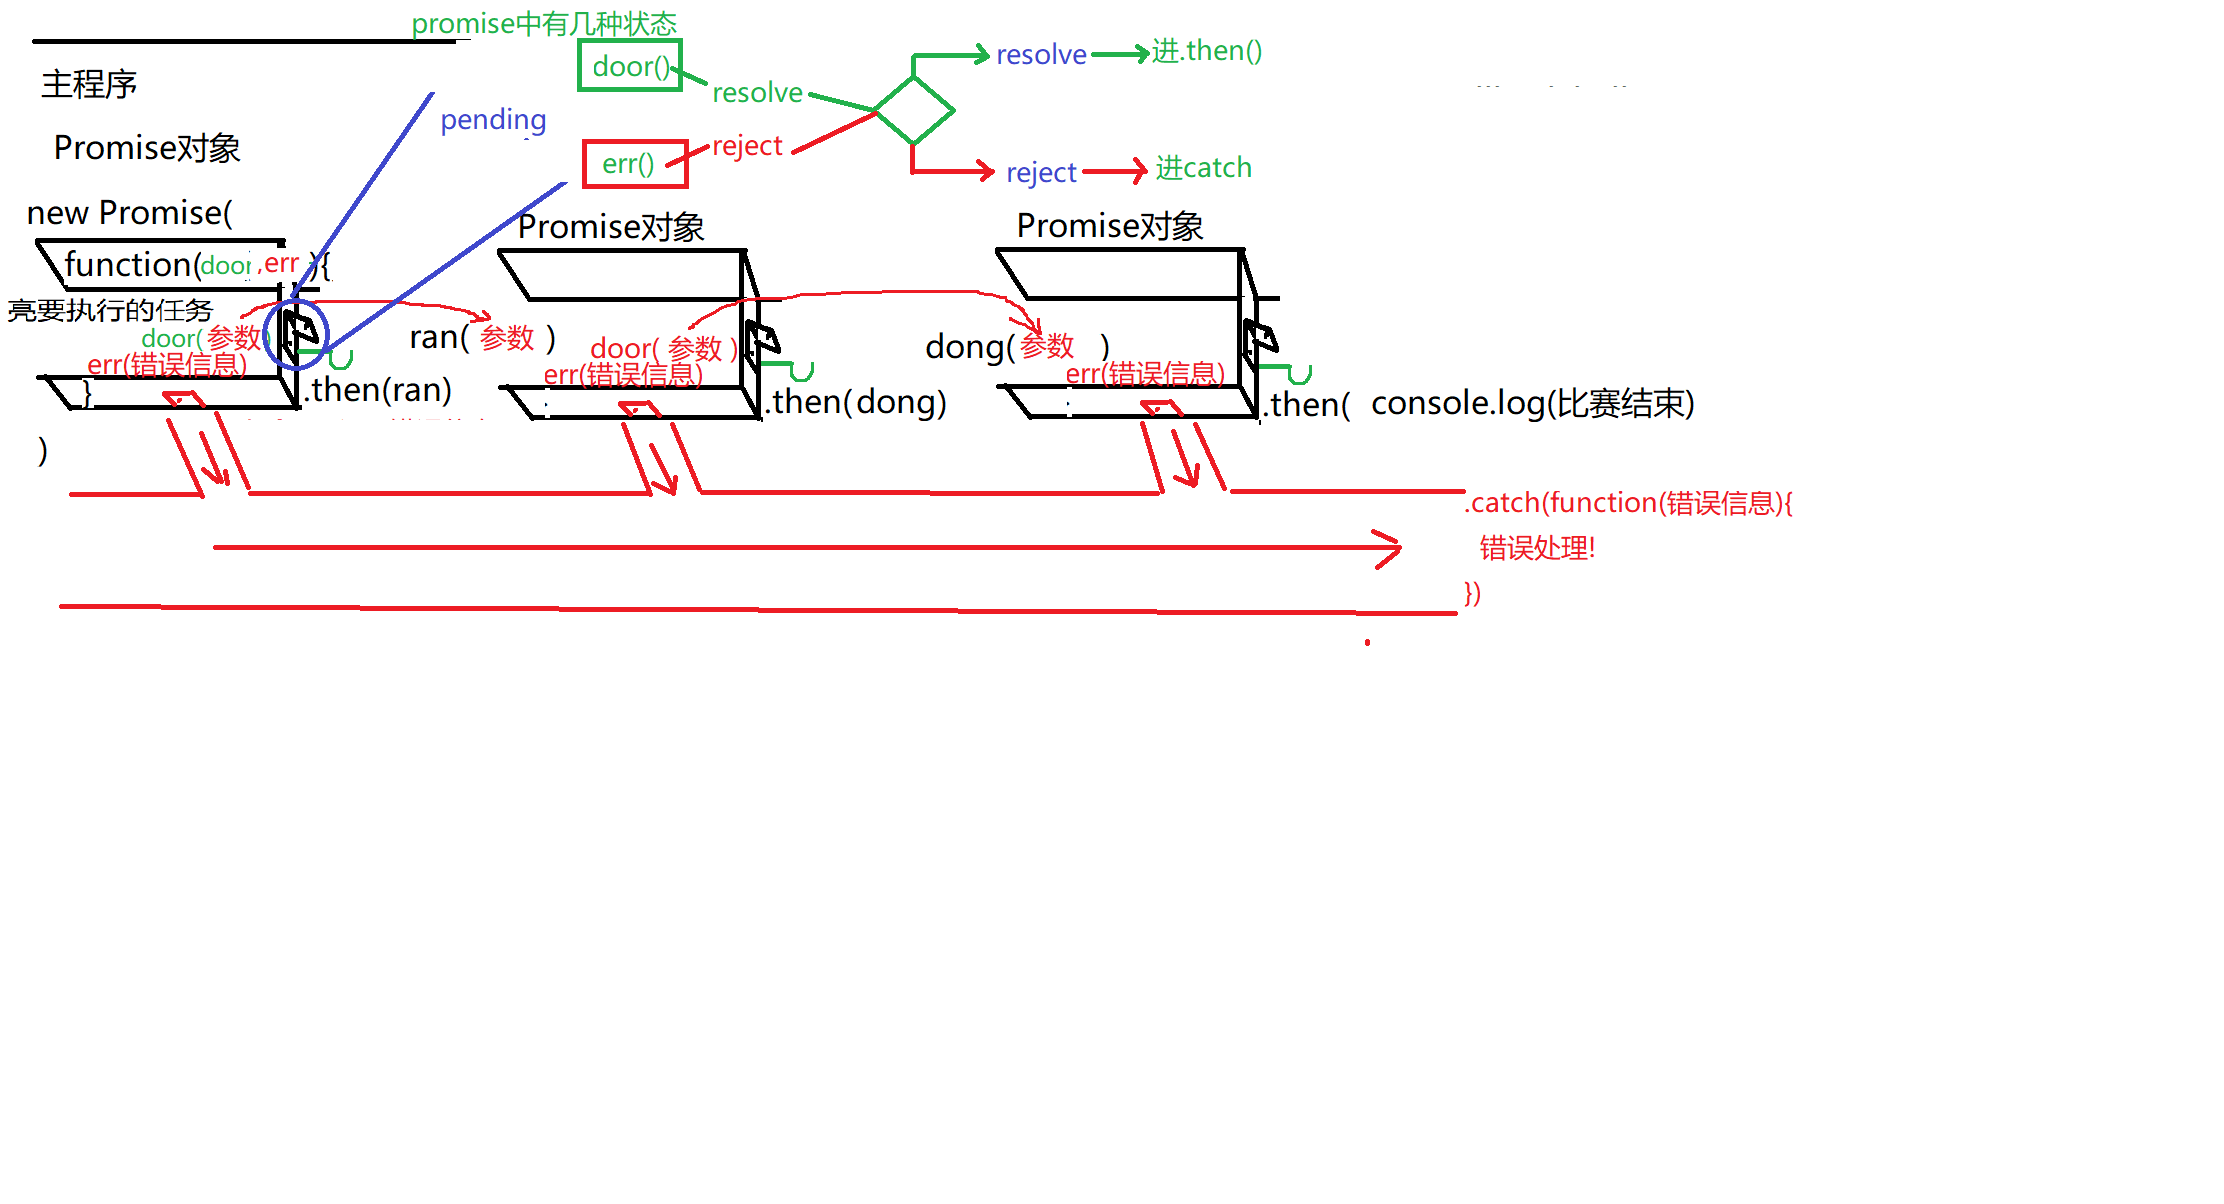 promise中有几种状态
主程序
door()
resolve
resolve
进.then()
pending
err()
reject
reject
进catch
Promise对象
new Promise(
function(door,err){
亮要执行的任务
door(参数)
err(错误信息)
}
.then(ran)
)
Promise对象
ran(参数)
door(参数)
err(错误信息)
.then(dong)
Promise对象
dong(参数)
err(错误信息)
.then( console.log(比赛结束)
.catch(function(错误信息){
错误处理!
})